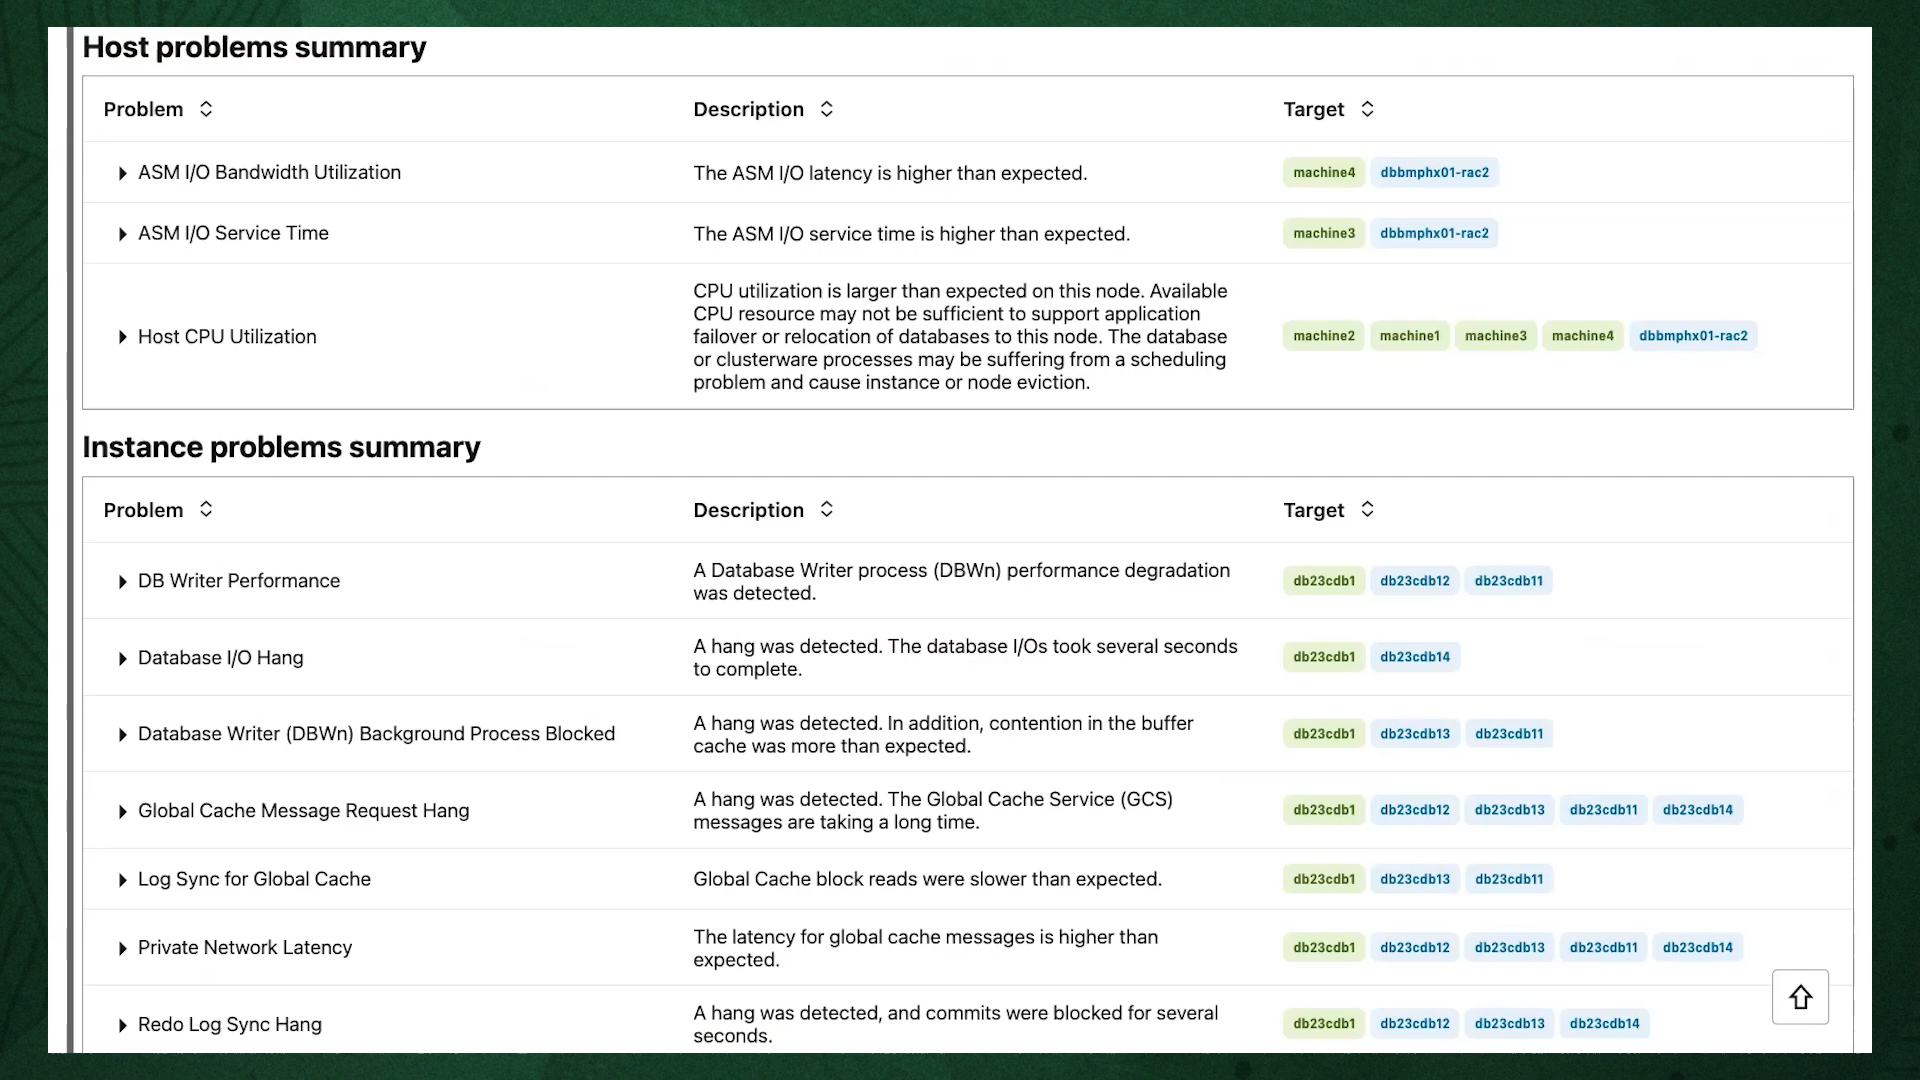 Host problems summary
Problem Description Target
ASM I/O Bandwidth Utilization The ASM I/O latency is higher than expected. machine4 dbbmphx01-rac2
ASM I/O Service Time The ASM I/O service time is higher than expected. machine3 dbbmphx01-rac2
CPU utilization is larger than expected on this node. Available
CPU resource may not be sufficient to support application
Host CPU Utilization failover or relocation of databases to this node. The database machine2 machine1 machine3 machine4 dbbmphx01-rac2
or clusterware processes may be suffering from a scheduling
problem and cause instance or node eviction.
Instance problems summary
Problem Description Target
DB Writer Performance A Database Writer process (DBWn) performance degradation db23cdb1 db23cdb12 db23cdb11
was detected.
Database I/O Hang A hang was detected. The database I/Os took several seconds db23cdb1 db23cdb14
to complete.
Database Writer (DBWn) Background Process Blocked A hang was detected. In addition, contention in the buffer db23cdb1 db23cdb13 db23cdb11
cache was more than expected.
Global Cache Message Request Hang A hang was detected. The Global Cache Service (GCS) db23cdb1 db23cdb12 db23cdb13 db23cdb11 db23cdb14
messages are taking a long time.
Log Sync for Global Cache Global Cache block reads were slower than expected. db23cdb1 db23cdb13 db23cdb11
Private Network Latency The latency for global cache messages is higher than db23cdb1 db23cdb12 db23cdb13 db23cdb11 db23cdb14
expected.
Redo Log Sync Hang A hang was detected, and commits were blocked for several db23cdb1 db23cdb12 db23cdb13 db23cdb14
seconds.